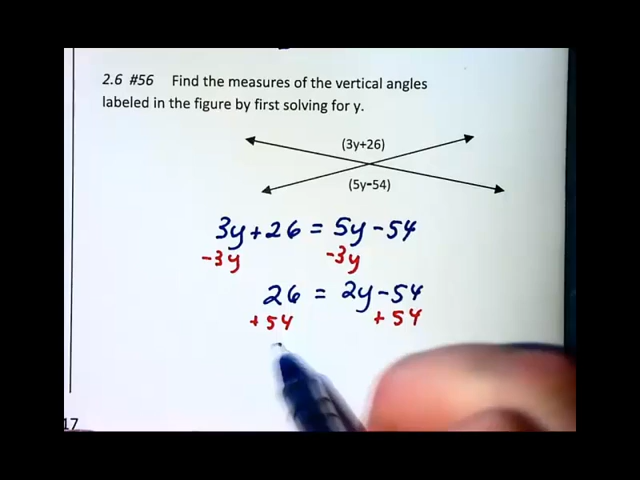 2.6 #56 Find the measures of the vertical angles
labeled in the figure by first solving for y.
(3y+26)
(5y-54)
3y+26 = 5y-54
-3y -3y
26 = 2y-54
+54 +54
17